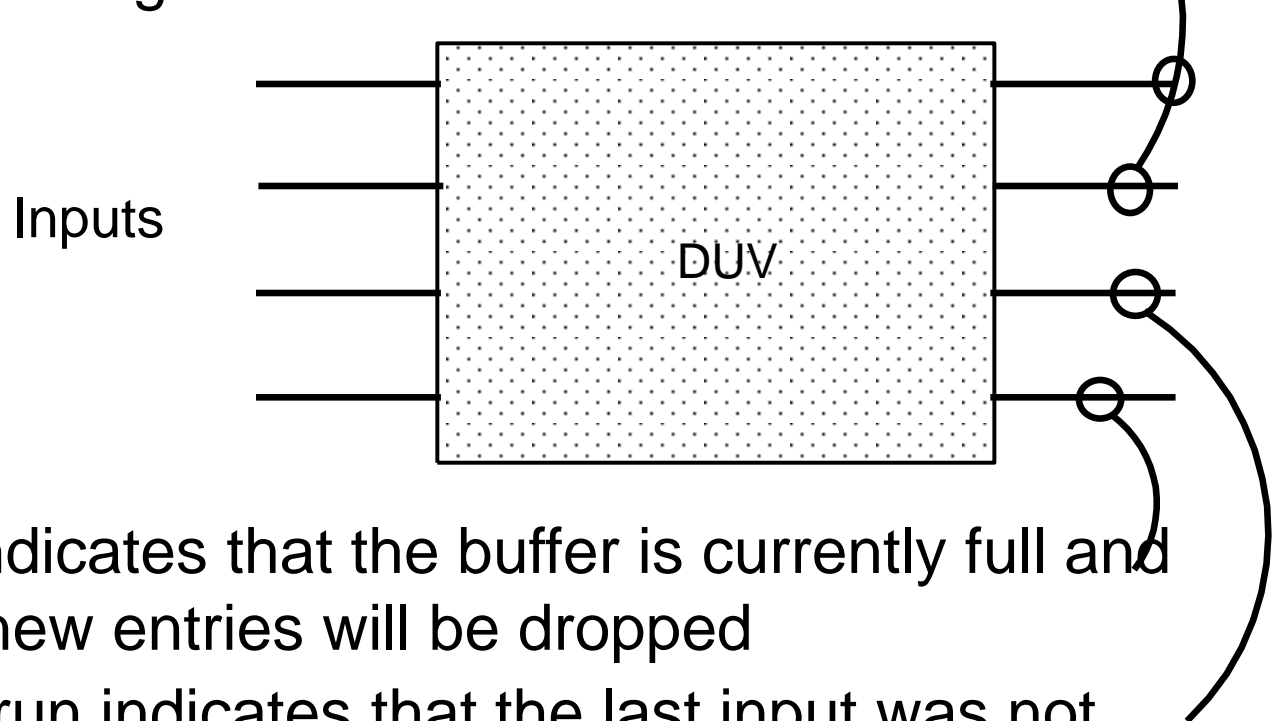 Inputs
DUV
indicates that the buffer is currently full and
new entries will be dropped
run indicates that the last input was not